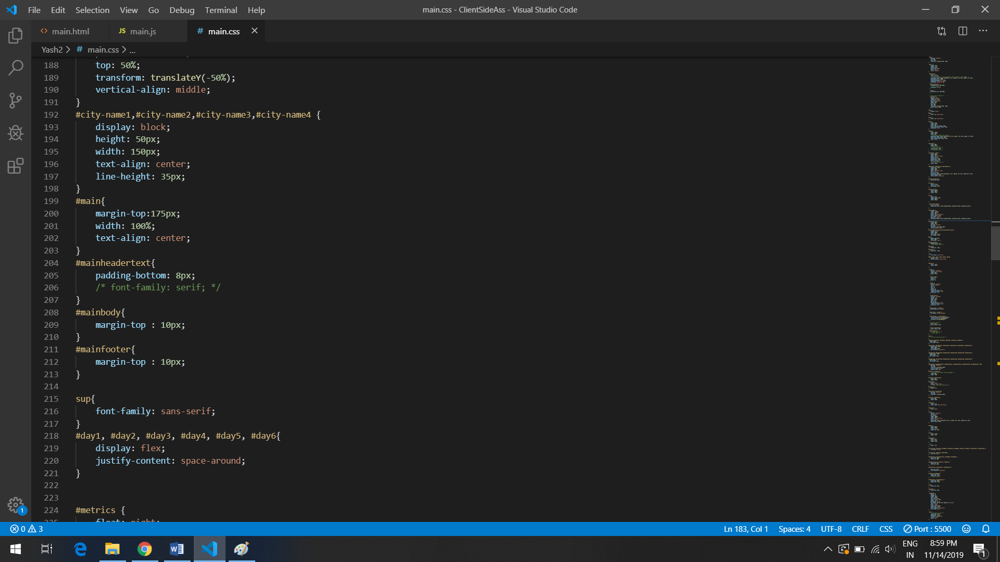 File Edit Selection View Go Debug Terminal Help
main.css - ClientSideAss - Visual Studio Code
<> main.html
JS main.js
# main.css
Yash2 > # main.css > ...
188 top: 50%;
189 transform: translateY(-50%);
190 vertical-align: middle;
191 }
192 #city-name1,#city-name2,#city-name3,#city-name4 {
193 display: block;
194 height: 50px;
195 width: 150px;
196 text-align: center;
197 line-height: 35px;
198 }
199 #main{
200 margin-top:175px;
201 width: 100%;
202 text-align: center;
203 }
204 #mainheadertext{
205 padding-bottom: 8px;
206 /* font-family: serif; */
207 }
208 #mainbody{
209 margin-top : 10px;
210 }
211 #mainfooter{
212 margin-top : 10px;
213 }
214
215 sup{
216 font-family: sans-serif;
217 }
218 #day1, #day2, #day3, #day4, #day5, #day6{
219 display: flex;
220 justify-content: space-around;
221 }
222
223
224 #metrics {
225 float: right;
1
0 3
Ln 183, Col 1 Spaces: 4 UTF-8 CRLF CSS Port : 5500
ENG
IN
8:59 PM
11/14/2019
1